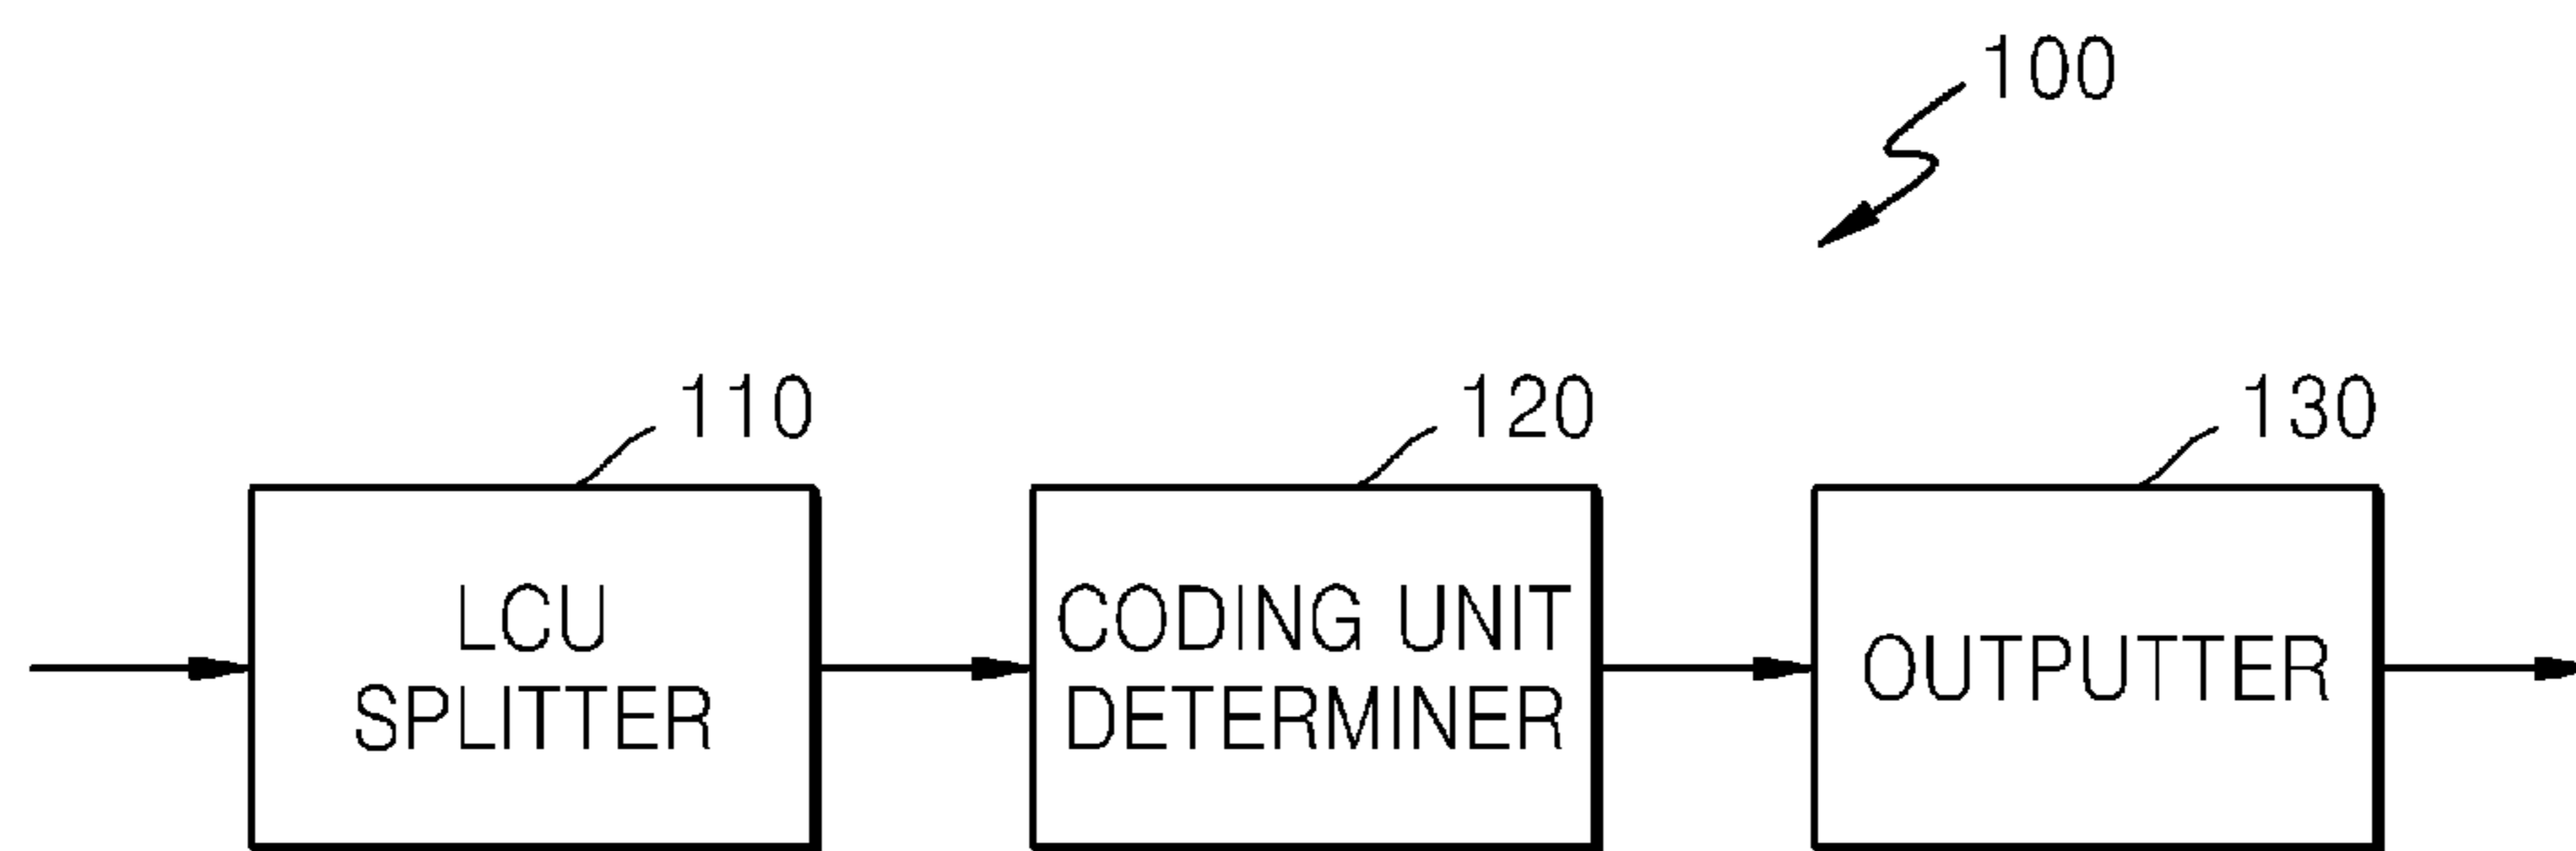 100
110
120
130
LCU
SPLITTER
CODING UNIT
DETERMINER
OUTPUTTER